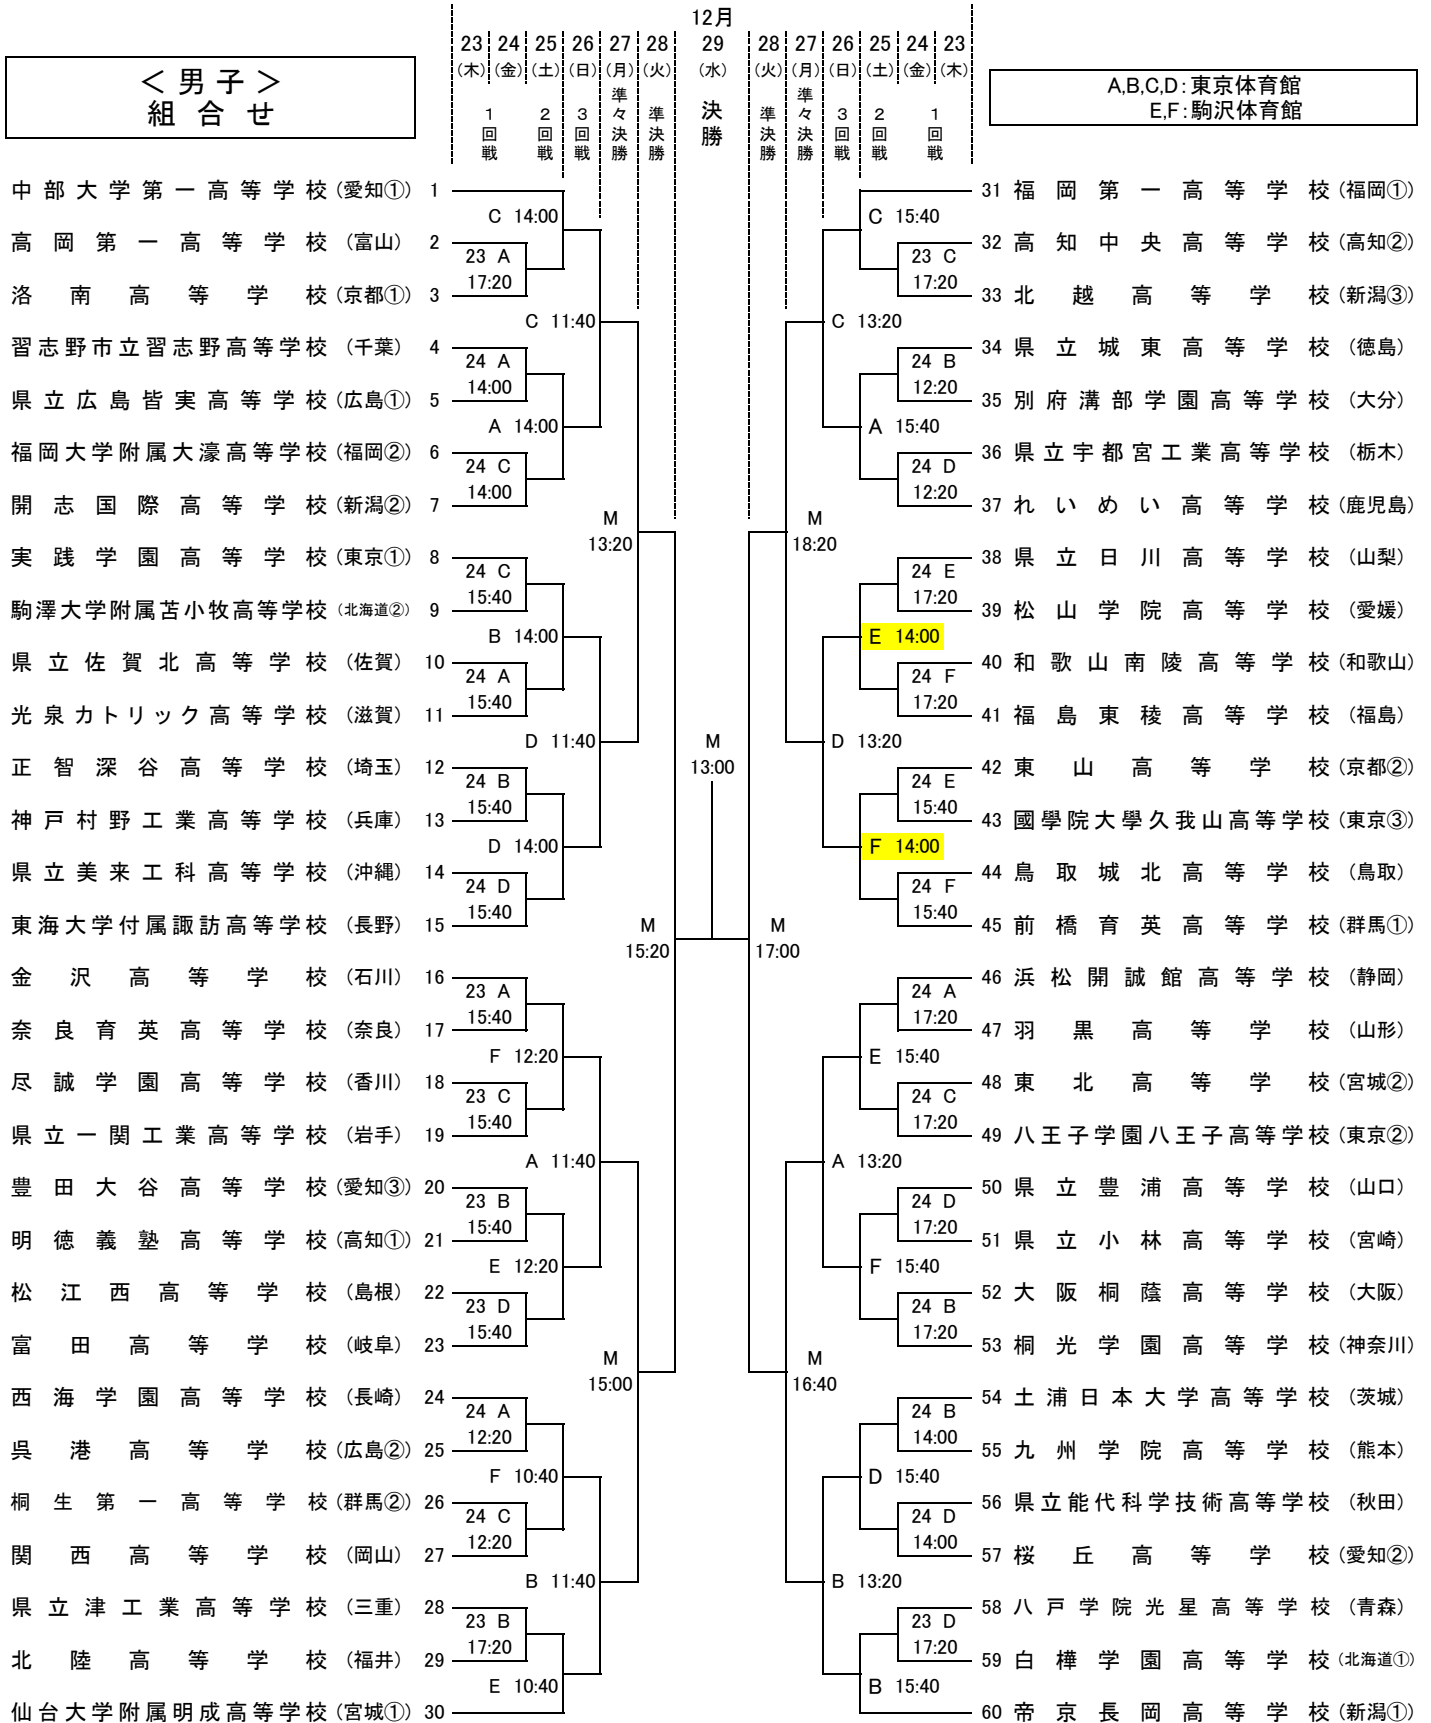 12月
23 24 25 26 27 28 29 28 27 26 25 24 23
(木) (金) (土) (日) (月) (火) (水) (火) (月) (日) (土) (金) (木)
1回戦 2回戦 3回戦 準々決勝 準決勝 決勝 準決勝 準々決勝 3回戦 2回戦 1回戦
＜男子＞
組合せ
A,B,C,D:東京体育館
E,F:駒沢体育館
中部大学第一高等学校(愛知①) 1
C 14:00
高岡第一高等学校(富山) 2
23 A
17:20
洛南高等学校(京都①) 3
C 11:40
習志野市立習志野高等学校(千葉) 4
24 A
14:00
県立広島皆実高等学校(広島①) 5
A 14:00
福岡大学附属大濠高等学校(福岡②) 6
24 C
14:00
開志国際高等学校(新潟②) 7
M
13:20
実践学園高等学校(東京①) 8
24 C
15:40
駒澤大学附属苫小牧高等学校(北海道②) 9
B 14:00
県立佐賀北高等学校(佐賀) 10
24 A
15:40
光泉カトリック高等学校(滋賀) 11
D 11:40
正智深谷高等学校(埼玉) 12
24 B
15:40
神戸村野工業高等学校(兵庫) 13
D 14:00
県立美来工科高等学校(沖縄) 14
24 D
15:40
東海大学付属諏訪高等学校(長野) 15
M
15:20
金沢高等学校(石川) 16
23 A
15:40
奈良育英高等学校(奈良) 17
F 12:20
尽誠学園高等学校(香川) 18
23 C
15:40
県立一関工業高等学校(岩手) 19
A 11:40
豊田大谷高等学校(愛知③) 20
23 B
15:40
明徳義塾高等学校(高知①) 21
E 12:20
松江西高等学校(島根) 22
23 D
15:40
富田高等学校(岐阜) 23
M
15:00
西海学園高等学校(長崎) 24
24 A
12:20
呉港高等学校(広島②) 25
F 10:40
桐生第一高等学校(群馬②) 26
24 C
12:20
関西高等学校(岡山) 27
B 11:40
県立津工業高等学校(三重) 28
23 B
17:20
北陸高等学校(福井) 29
E 10:40
仙台大学附属明成高等学校(宮城①) 30
M
13:00
31 福岡第一高等学校(福岡①)
C 15:40
32 高知中央高等学校(高知②)
23 C
17:20
33 北越高等学校(新潟③)
C 13:20
34 県立城東高等学校(徳島)
24 B
12:20
35 別府溝部学園高等学校(大分)
A 15:40
36 県立宇都宮工業高等学校(栃木)
24 D
12:20
37 れいめい高等学校(鹿児島)
M
18:20
38 県立日川高等学校(山梨)
24 E
17:20
39 松山学院高等学校(愛媛)
E 14:00
40 和歌山南陵高等学校(和歌山)
24 F
17:20
41 福島東稜高等学校(福島)
D 13:20
42 東山高等学校(京都②)
24 E
15:40
43 國學院大學久我山高等学校(東京③)
F 14:00
44 鳥取城北高等学校(鳥取)
24 F
15:40
45 前橋育英高等学校(群馬①)
M
17:00
46 浜松開誠館高等学校(静岡)
24 A
17:20
47 羽黒高等学校(山形)
E 15:40
48 東北高等学校(宮城②)
24 C
17:20
49 八王子学園八王子高等学校(東京②)
A 13:20
50 県立豊浦高等学校(山口)
24 D
17:20
51 県立小林高等学校(宮崎)
F 15:40
52 大阪桐蔭高等学校(大阪)
24 B
17:20
53 桐光学園高等学校(神奈川)
M
16:40
54 土浦日本大学高等学校(茨城)
24 B
14:00
55 九州学院高等学校(熊本)
D 15:40
56 県立能代科学技術高等学校(秋田)
24 D
14:00
57 桜丘高等学校(愛知②)
B 13:20
58 八戸学院光星高等学校(青森)
23 D
17:20
59 白樺学園高等学校(北海道①)
B 15:40
60 帝京長岡高等学校(新潟①)